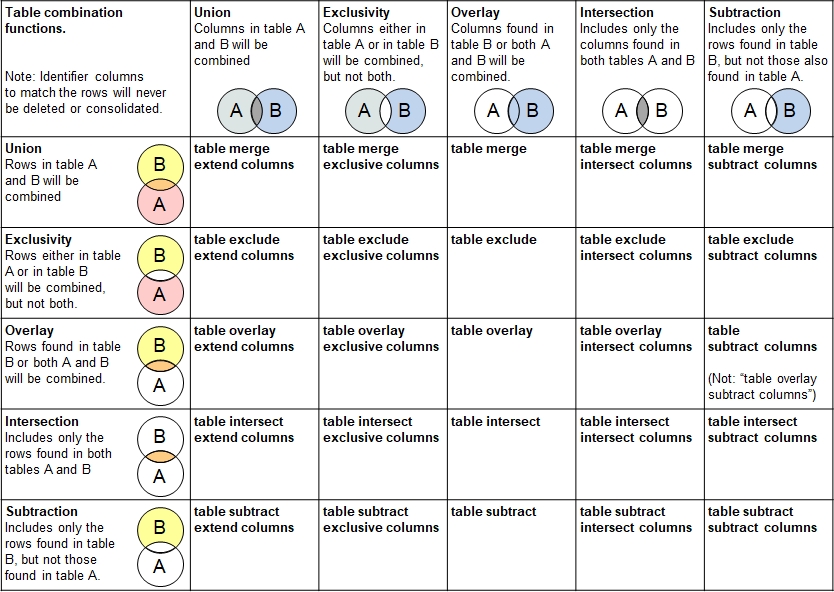 Table combination
functions.
Note: Identifier columns
to match the rows will never
be deleted or consolidated.
Union
Columns in table A
and B will be
combined
A B
Exclusivity
Columns either in
table A or in table B
will be combined,
but not both.
A B
Overlay
Columns found in
table B or both A
and B will be
combined.
A B
Intersection
Includes only the
columns found in
both tables A and B
A B
Subtraction
Includes only the
rows found in table
B, but not those also
found in table A.
A B
Union
Rows in table A
and B will be
combined
B
A
table merge
extend columns
table merge
exclusive columns
table merge
table merge
intersect columns
table merge
subtract columns
Exclusivity
Rows either in table
A or in table B
will be combined,
but not both.
B
A
table exclude
extend columns
table exclude
exclusive columns
table exclude
table exclude
intersect columns
table exclude
subtract columns
Overlay
Rows found in table
B or both A and B
will be combined.
B
A
table overlay
extend columns
table overlay
exclusive columns
table overlay
table overlay
intersect columns
table
subtract columns
(Not: “table overlay
subtract columns”)
Intersection
Includes only the
rows found in both
tables A and B
B
A
table intersect
extend columns
table intersect
exclusive columns
table intersect
table intersect
intersect columns
table intersect
subtract columns
Subtraction
Includes only the
rows found in table
B, but not those
found in table A.
B
A
table subtract
extend columns
table subtract
exclusive columns
table subtract
table subtract
intersect columns
table subtract
subtract columns